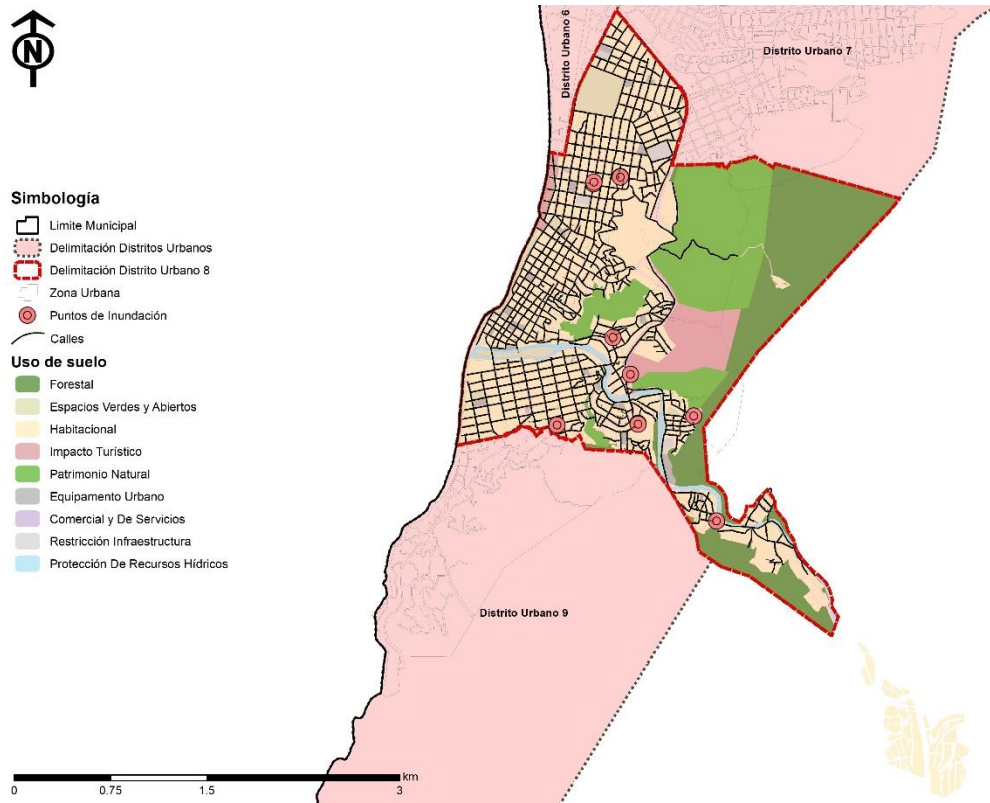 N
Distrito Urbano 6
Distrito Urbano 7
Simbología
Limite Municipal
Delimitación Distritos Urbanos
Delimitación Distrito Urbano 8
Zona Urbana
Puntos de Inundación
Calles
Uso de suelo
Forestal
Espacios Verdes y Abiertos
Habitacional
Impacto Turístico
Patrimonio Natural
Equipamento Urbano
Comercial y De Servicios
Restricción Infraestructura
Protección De Recursos Hídricos
Distrito Urbano 9
km
0 0.75 1.5 3